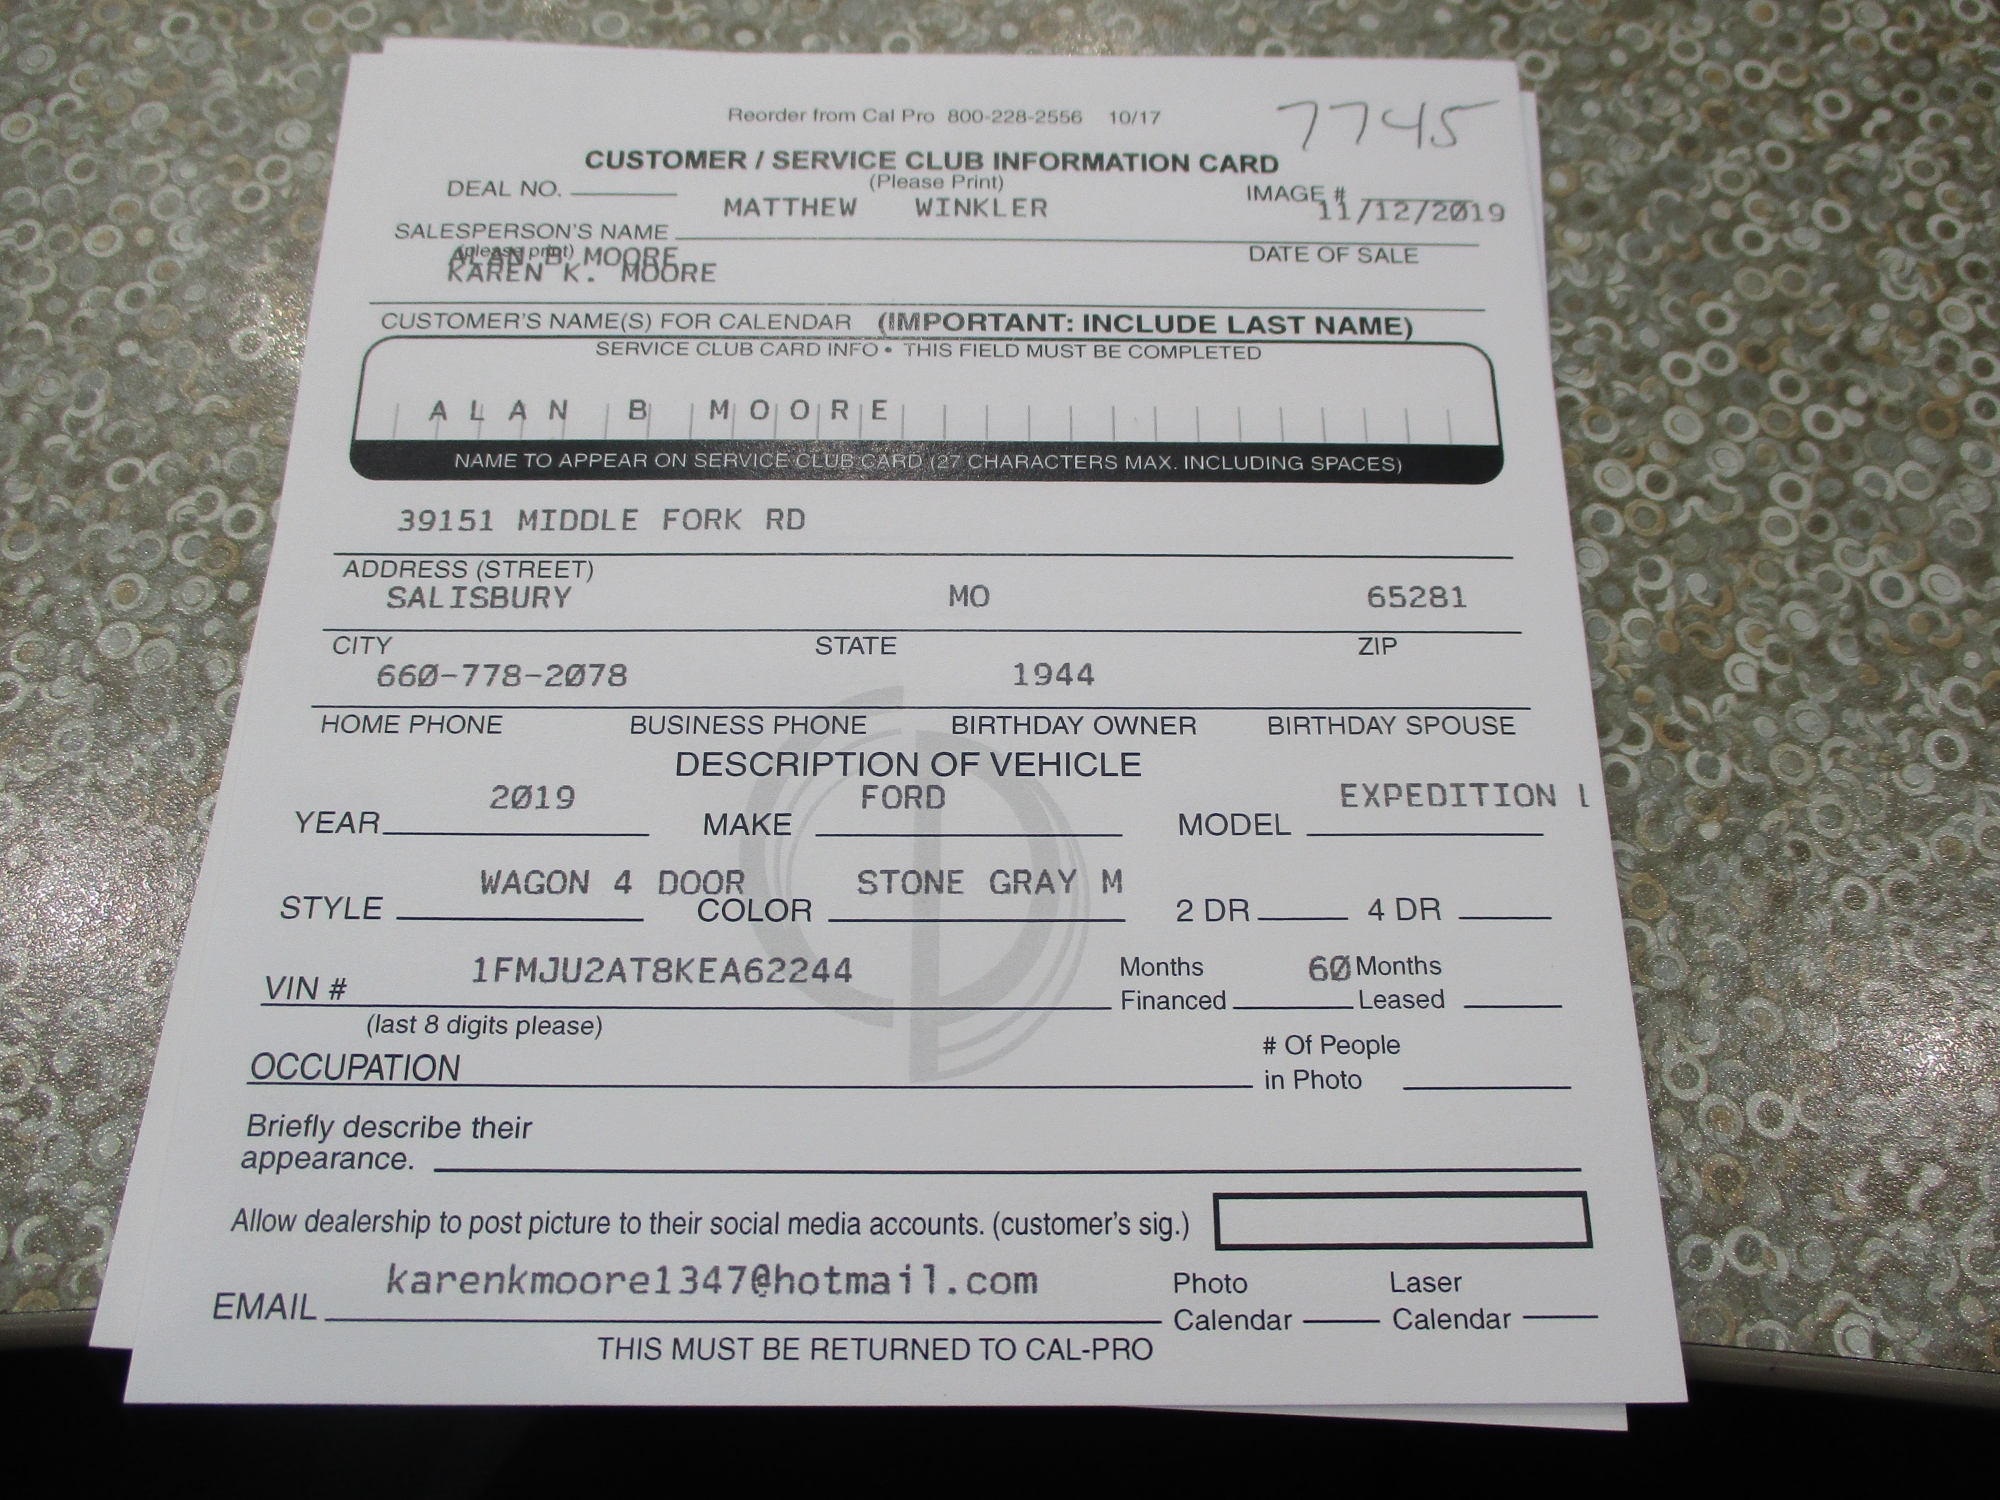 Reorder from Cal Pro 800-228-2556 10/17
7745
CUSTOMER / SERVICE CLUB INFORMATION CARD
(Please Print)
DEAL NO.
IMAGE #
MATTHEW WINKLER
11/12/2019
SALESPERSON'S NAME
(please print)
DATE OF SALE
ALAN B MOORE
KAREN K. MOORE
CUSTOMER'S NAME(S) FOR CALENDAR (IMPORTANT: INCLUDE LAST NAME)
SERVICE CLUB CARD INFO • THIS FIELD MUST BE COMPLETED
ALAN B MOORE
NAME TO APPEAR ON SERVICE CLUB CARD (27 CHARACTERS MAX. INCLUDING SPACES)
39151 MIDDLE FORK RD
ADDRESS (STREET)
SALISBURY MO 65281
CITY STATE ZIP
660-778-2078 1944
HOME PHONE BUSINESS PHONE BIRTHDAY OWNER BIRTHDAY SPOUSE
DESCRIPTION OF VEHICLE
2019 FORD EXPEDITION L
YEAR MAKE MODEL
WAGON 4 DOOR STONE GRAY M
STYLE COLOR 2 DR 4 DR
1FMJU2AT8KEA62244 Months 60 Months
VIN # Financed Leased
(last 8 digits please)
OCCUPATION # Of People
in Photo
Briefly describe their
appearance.
Allow dealership to post picture to their social media accounts. (customer's sig.)
karenkmoore1347@hotmail.com Photo Laser
EMAIL Calendar Calendar
THIS MUST BE RETURNED TO CAL-PRO